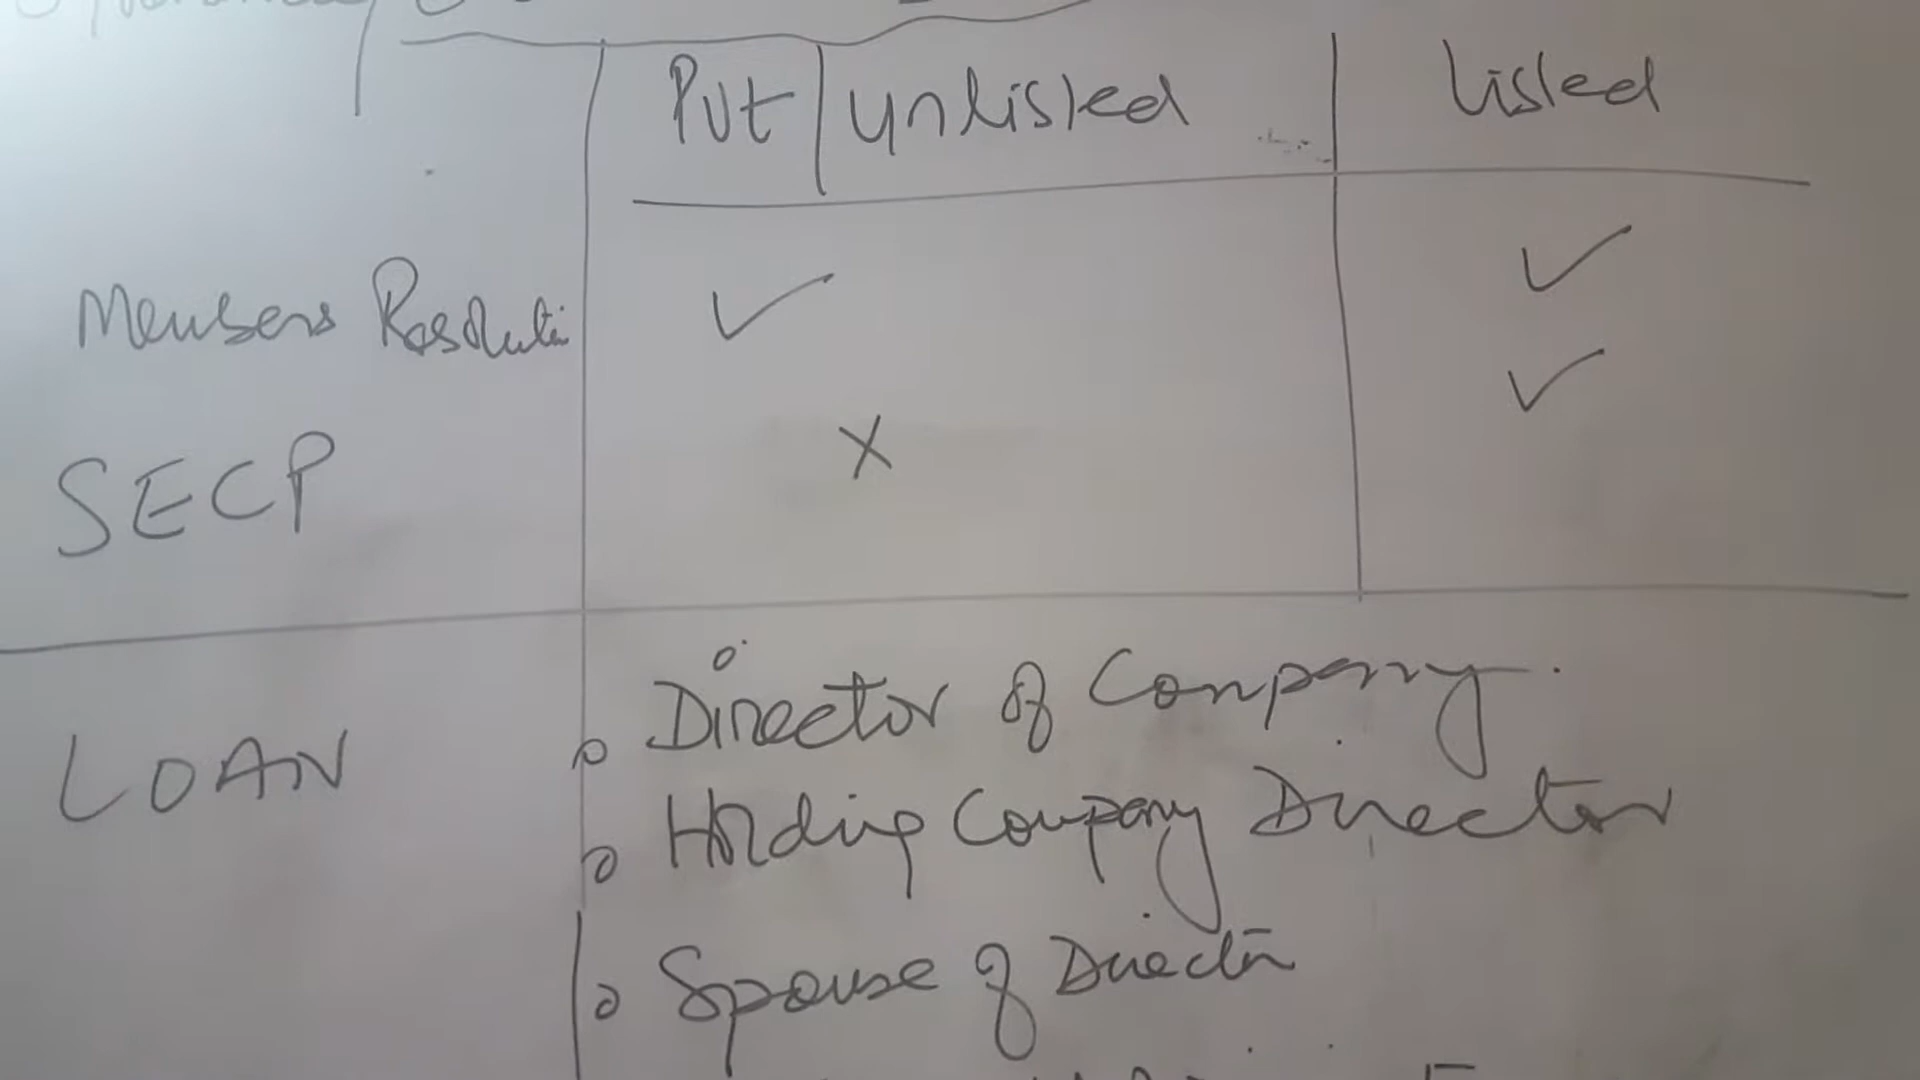 Pvt | unlisted | listed
Members Resoluti ✓ ✓
SECP X ✓
LOAN
o Director of Company.
o Holding Company Director
o Spouse of Director